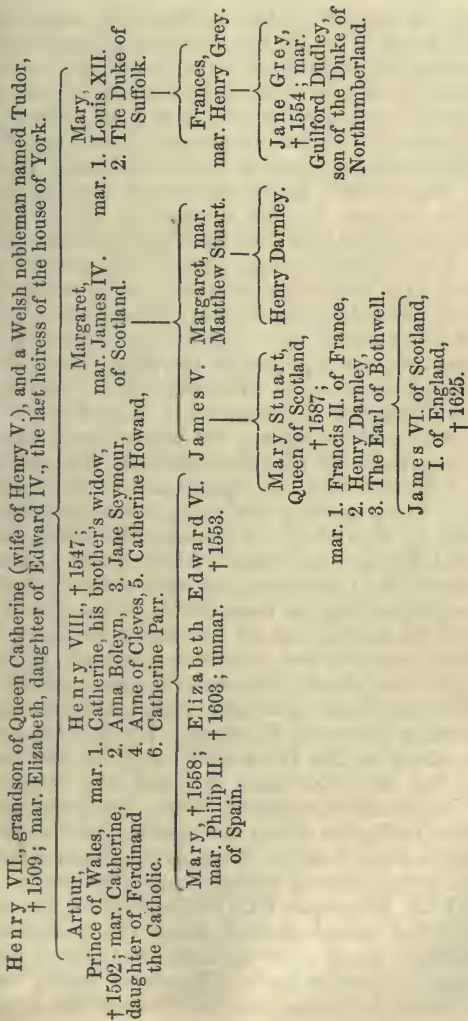 Henry VII., grandson of Queen Catherine (wife of Henry V.), and a Welsh nobleman named Tudor,
† 1509; mar. Elizabeth, daughter of Edward IV., the last heiress of the house of York.
Arthur,
Prince of Wales,
† 1502; mar. Catherine,
daughter of Ferdinand
the Catholic.
Henry VIII., † 1547;
mar. 1. Catherine, his brother's widow,
2. Anna Boleyn, 3. Jane Seymour,
4. Anne of Cleves, 5. Catherine Howard,
6. Catherine Parr.
Margaret,
mar. James IV.
of Scotland.
Mary,
mar. 1. Louis XII.
2. The Duke of
Suffolk.
Mary, † 1558;
mar. Philip II.
of Spain.
Elizabeth
† 1603; unmar.
Edward VI.
† 1553.
James V.
Margaret, mar.
Matthew Stuart.
Frances,
mar. Henry Grey.
Mary Stuart,
Queen of Scotland,
† 1587;
mar. 1. Francis II. of France,
2. Henry Darnley,
3. The Earl of Bothwell.
Henry Darnley.
Jane Grey,
† 1554; mar.
Guilford Dudley,
son of the Duke of
Northumberland.
James VI. of Scotland,
I. of England,
† 1625.